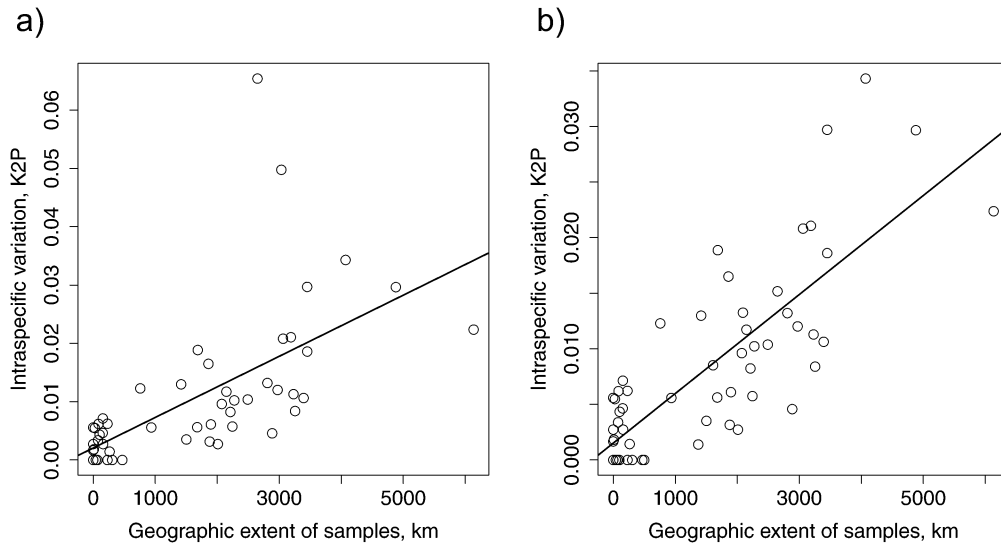 a)
Intraspecific variation, K2P
0.00 0.01 0.02 0.03 0.04 0.05 0.06
0 1000 3000 5000
Geographic extent of samples, km
b)
Intraspecific variation, K2P
0.000 0.010 0.020 0.030
0 1000 3000 5000
Geographic extent of samples, km